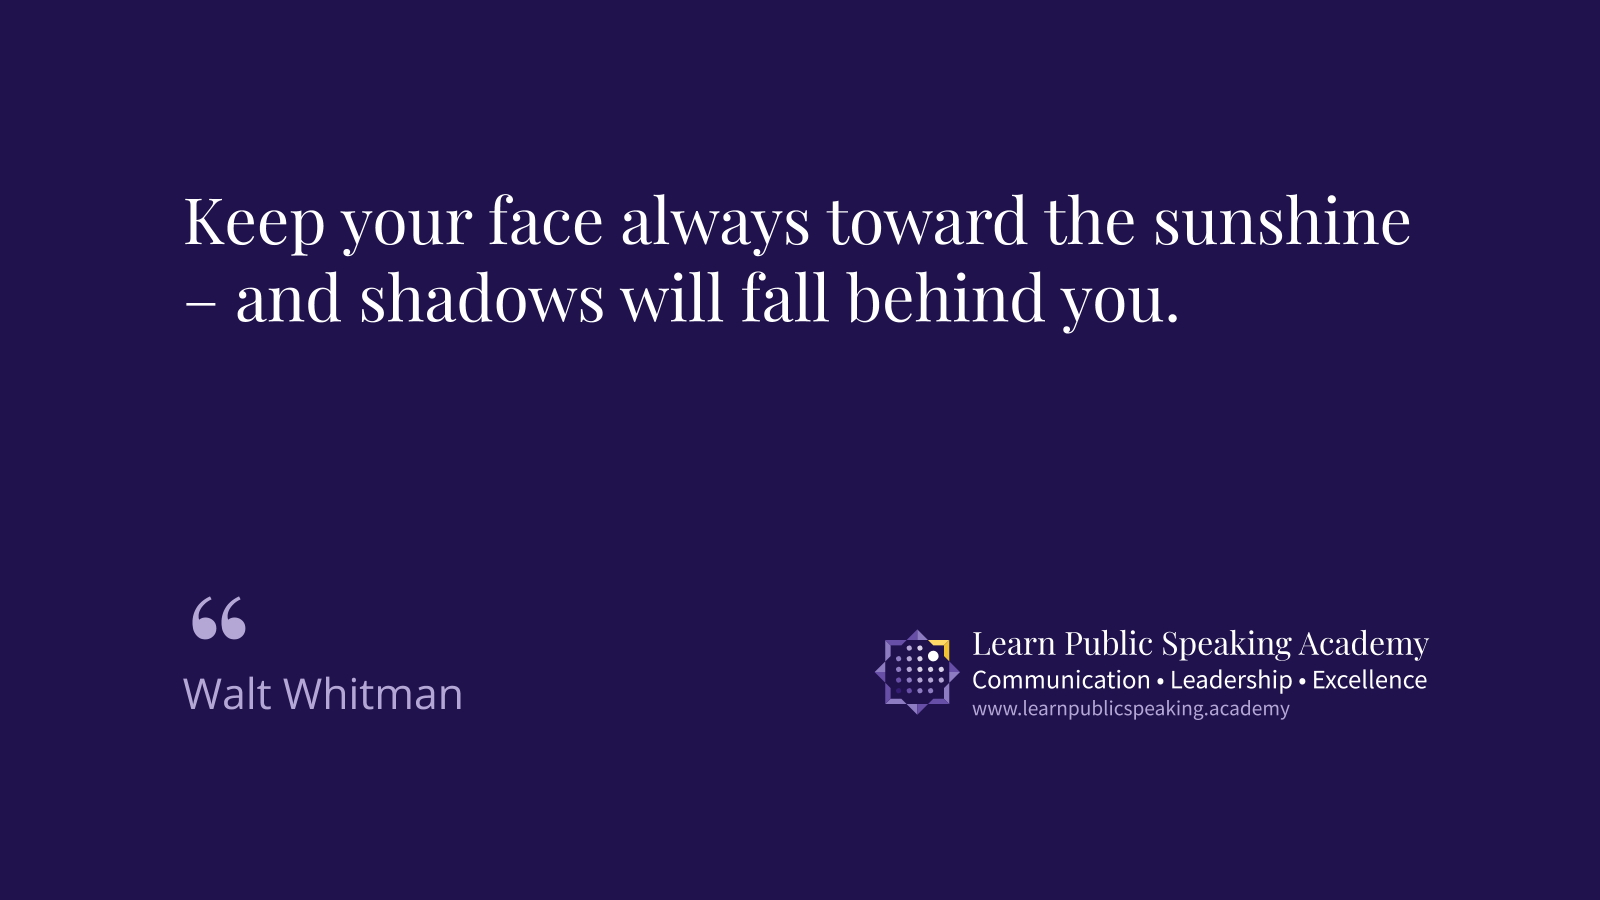 Keep your face always toward the sunshine
– and shadows will fall behind you.
“
Walt Whitman
Learn Public Speaking Academy
Communication • Leadership • Excellence
www.learnpublicspeaking.academy